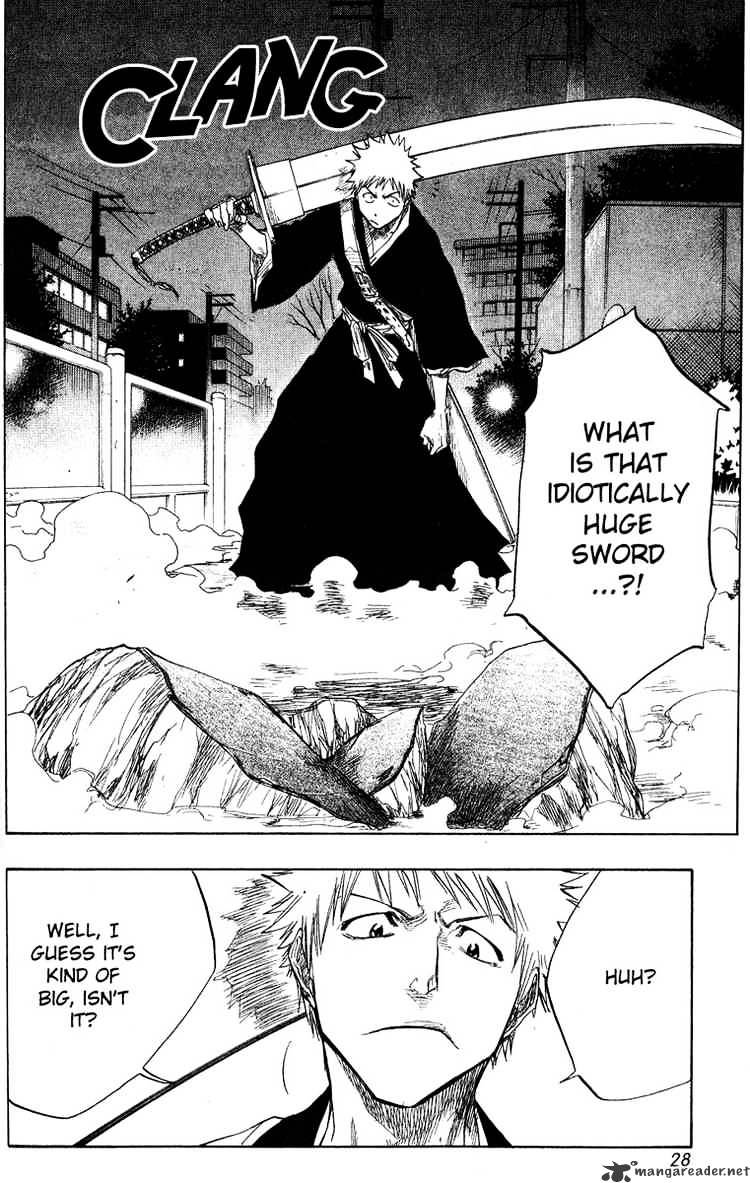 CLANG
WHAT
IS THAT
IDIOTICALLY
HUGE
SWORD
...?!
HUH?
WELL, I
GUESS IT'S
KIND OF
BIG, ISN'T
IT?
28
mangareader.net